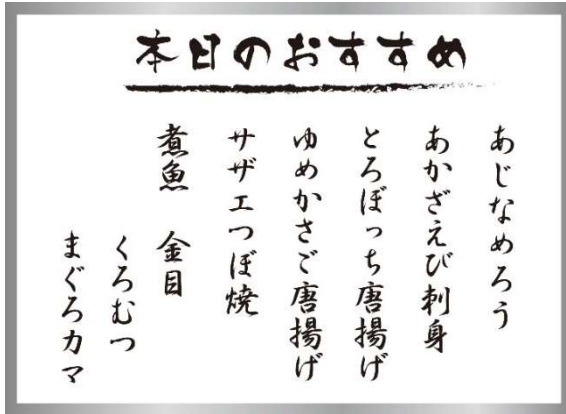 本日のおすすめ
あじなめろう
あかざえび刺身
とろぼっち唐揚げ
ゆめかさご唐揚げ
サザエつぼ焼
煮魚　金目
くろむつ
まぐろカマ